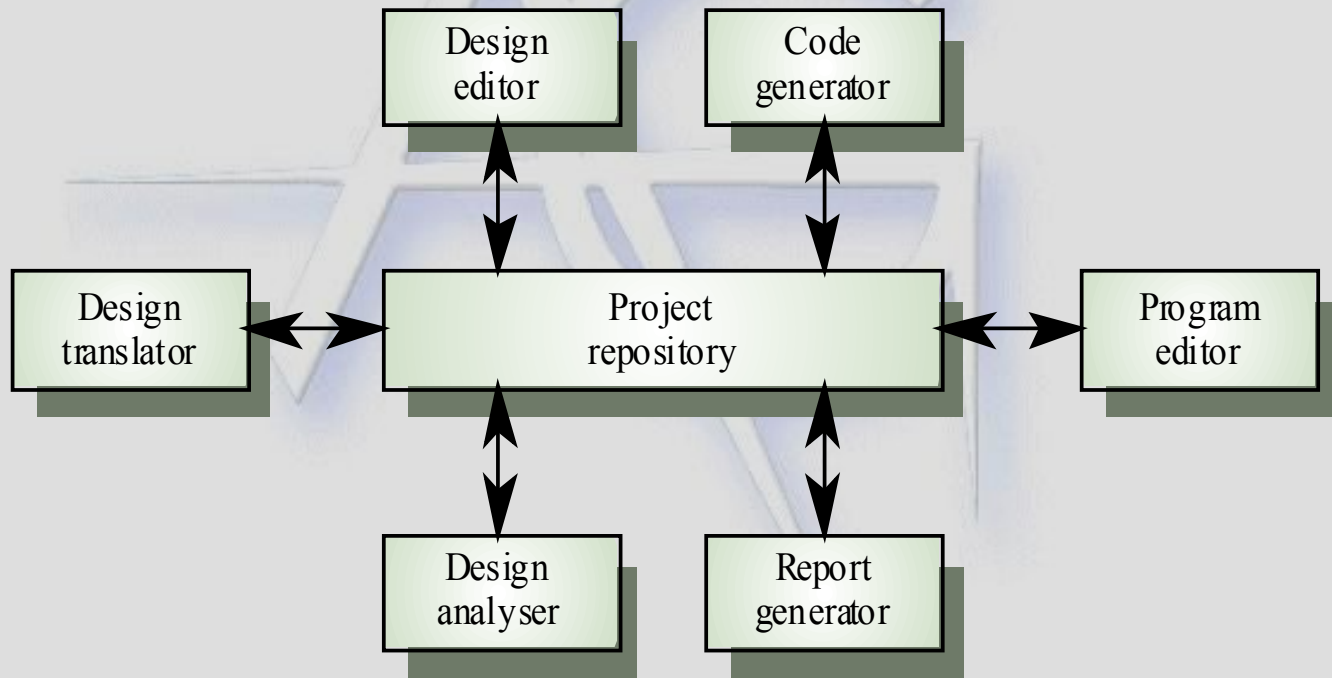 Design
editor
Code
generator
Design
translator
Project
repository
Program
editor
Design
analyser
Report
generator